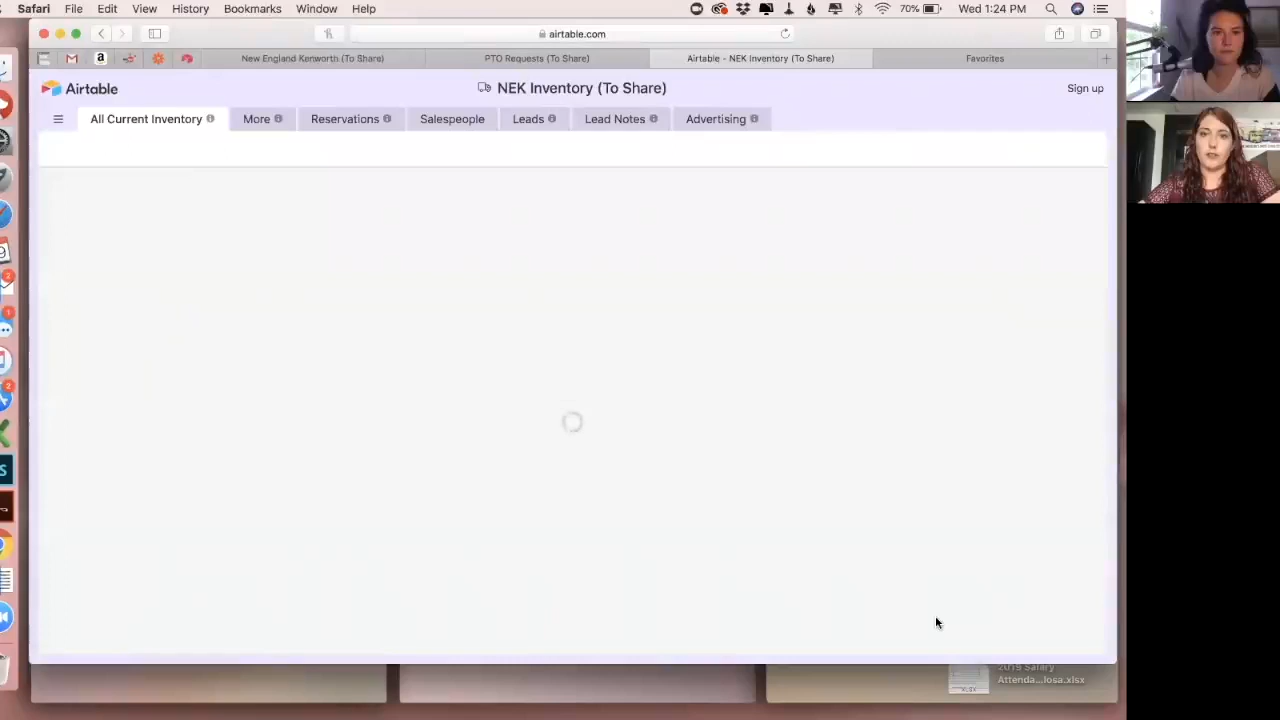 Safari File Edit View History Bookmarks Window Help 70% Wed 1:24 PM
airtable.com
New England Kenworth (To Share) PTO Requests (To Share) Airtable - NEK Inventory (To Share) Favorites
Airtable NEK Inventory (To Share) Sign up
All Current Inventory More Reservations Salespeople Leads Lead Notes Advertising
2019 Salary
Attenda...losa.xlsx
XLSX